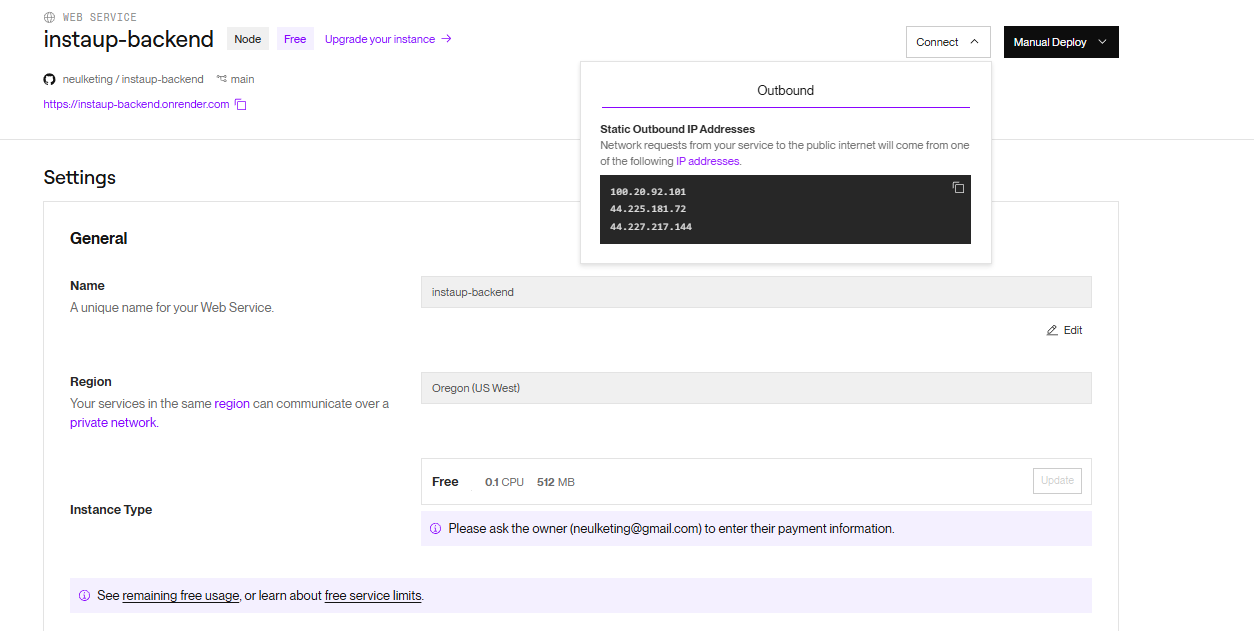 WEB SERVICE
instaup-backend Node Free Upgrade your instance →
Connect Manual Deploy
neulketing / instaup-backend main
https://instaup-backend.onrender.com
Outbound
Static Outbound IP Addresses
Network requests from your service to the public internet will come from one
of the following IP addresses.
100.20.92.101
44.225.181.72
44.227.217.144
Settings
General
Name
A unique name for your Web Service.
instaup-backend
Edit
Region
Your services in the same region can communicate over a
private network.
Oregon (US West)
Instance Type
Free 0.1 CPU 512 MB Update
Please ask the owner (neulketing@gmail.com) to enter their payment information.
See remaining free usage, or learn about free service limits.